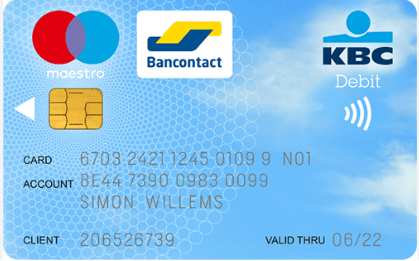 maestro
Bancontact
KBC
Debit
CARD 6703 2421 1245 0109 9 N01
ACCOUNT BE44 7390 0983 0099
SIMON WILLEMS
CLIENT 206526739 VALID THRU 06/22